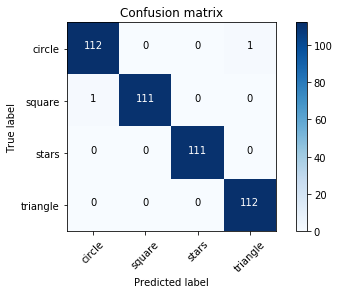 Confusion matrix
circle 112 0 0 1
square 1 111 0 0
stars 0 0 111 0
triangle 0 0 0 112
circle square stars triangle
True label
Predicted label
100
80
60
40
20
0